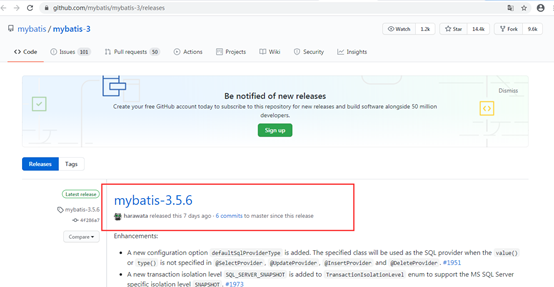 github.com/mybatis/mybatis-3/releases
mybatis / mybatis-3
Watch 1.2k Star 14.4k Fork 9.6k
Code Issues 101 Pull requests 50 Actions Projects Wiki Security Insights
Dismiss
Be notified of new releases
Create your free GitHub account today to subscribe to this repository for new releases and build software alongside 50 million
developers.
Sign up
Releases Tags
Latest release
mybatis-3.5.6
Compare
mybatis-3.5.6
harawata released this 7 days ago · 6 commits to master since this release
Enhancements:
• A new configuration option defaultSqlProviderType is added. The specified class will be used as the SQL provider when the value()
or type() is not specified in @SelectProvider, @UpdateProvider, @InsertProvider and @DeleteProvider. #1951
• A new transaction isolation level SQL_SERVER_SNAPSHOT is added to TransactionIsolationLevel enum to support the MS SQL Server
specific isolation level SNAPSHOT. #1973